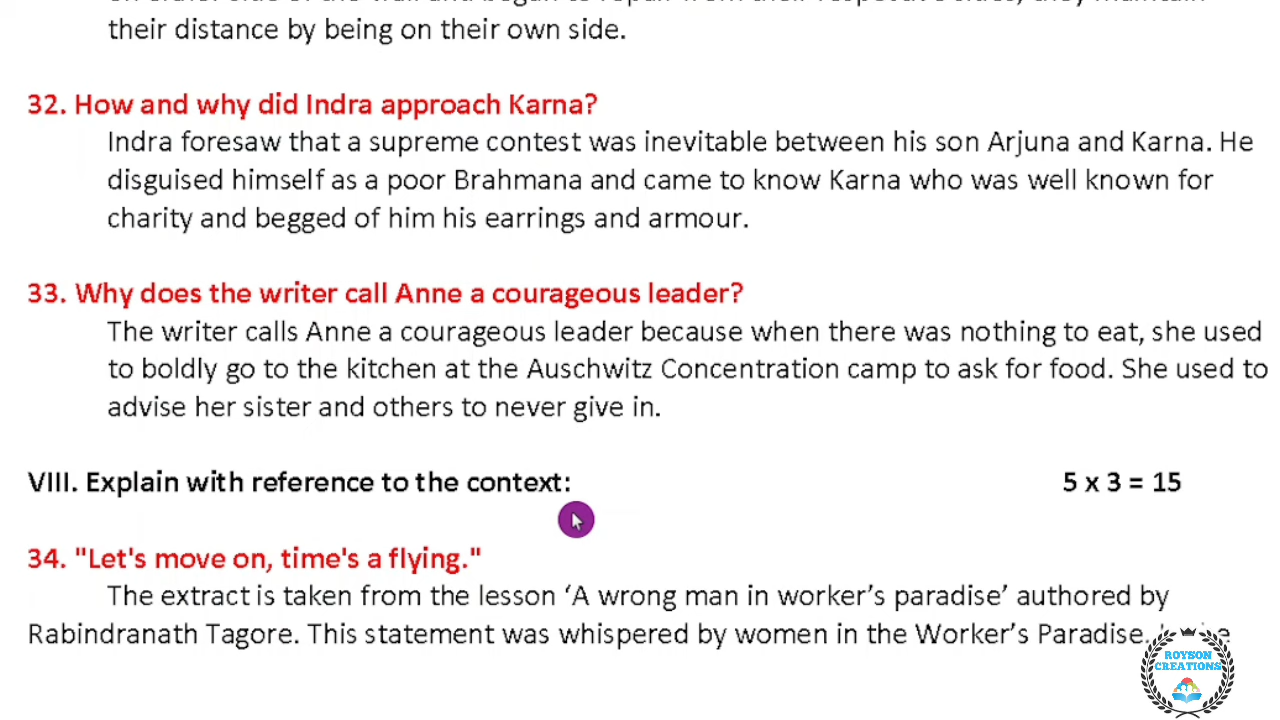 their distance by being on their own side.
32. How and why did Indra approach Karna?
Indra foresaw that a supreme contest was inevitable between his son Arjuna and Karna. He
disguised himself as a poor Brahmana and came to know Karna who was well known for
charity and begged of him his earrings and armour.
33. Why does the writer call Anne a courageous leader?
The writer calls Anne a courageous leader because when there was nothing to eat, she used
to boldly go to the kitchen at the Auschwitz Concentration camp to ask for food. She used to
advise her sister and others to never give in.
VIII. Explain with reference to the context: 5 x 3 = 15
34. "Let's move on, time's a flying."
The extract is taken from the lesson ‘A wrong man in worker’s paradise’ authored by
Rabindranath Tagore. This statement was whispered by women in the Worker’s Paradise.
ROYSON
CREATIONS